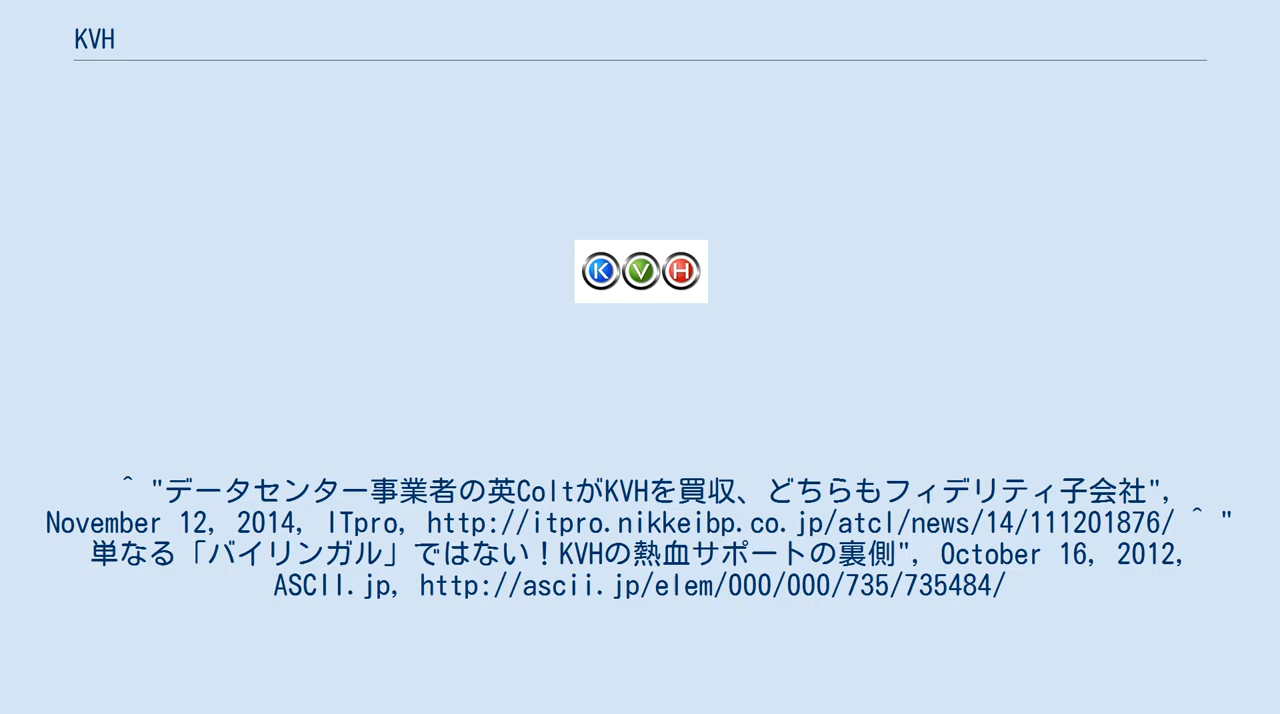 KVH
KVH
^ "データセンター事業者の英ColtがKVHを買収、どちらもフィデリティ子会社",
November 12, 2014, ITpro, http://itpro.nikkeibp.co.jp/atcl/news/14/111201876/ ^ "
単なる「バイリンガル」ではない！KVHの熱血サポートの裏側", October 16, 2012,
ASCII.jp, http://ascii.jp/elem/000/000/735/735484/